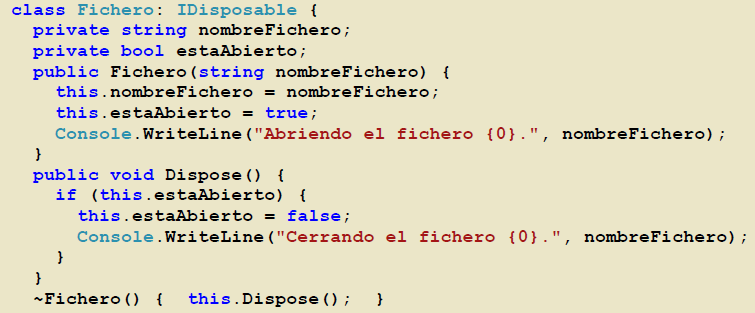 class Fichero: IDisposable {
private string nombreFichero;
private bool estaAbierto;
public Fichero(string nombreFichero) {
this.nombreFichero = nombreFichero;
this.estaAbierto = true;
Console.WriteLine("Abriendo el fichero {0}.", nombreFichero);
}
public void Dispose() {
if (this.estaAbierto) {
this.estaAbierto = false;
Console.WriteLine("Cerrando el fichero {0}.", nombreFichero);
}
}
~Fichero() { this.Dispose(); }